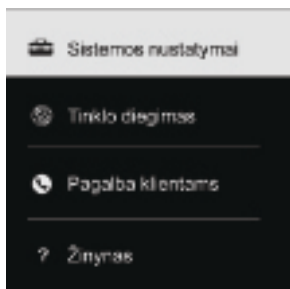 Sistemos nustatymai
Tinklo diegimas
Pagalba klientams
? Žinynas